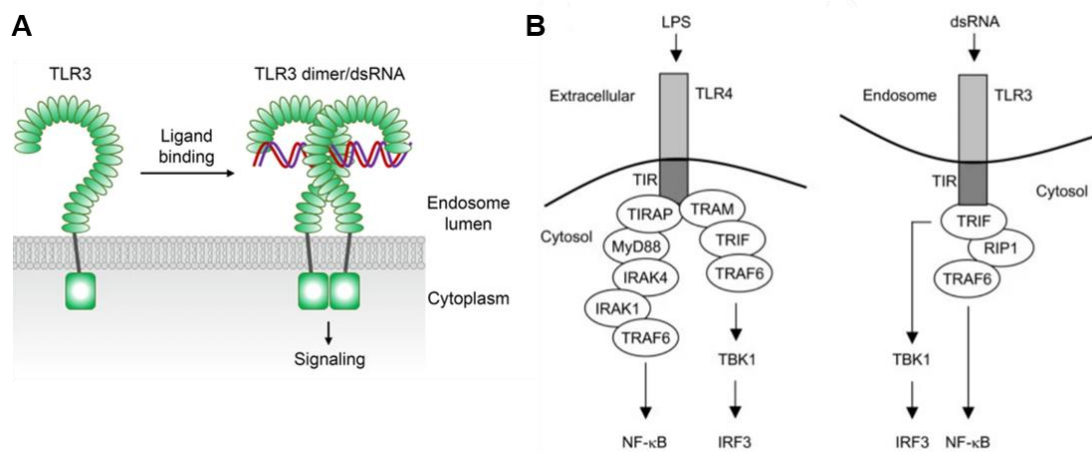 A
TLR3
TLR3 dimer/dsRNA
Ligand
binding
Endosome
lumen
Cytoplasm
Signaling
B
LPS
Extracellular
TLR4
TIR
Cytosol
TIRAP
TRAM
MyD88
TRIF
IRAK4
TRAF6
IRAK1
TRAF6
TBK1
NF-κB
IRF3
dsRNA
Endosome
TLR3
TIR
Cytosol
TRIF
RIP1
TRAF6
TBK1
IRF3
NF-κB